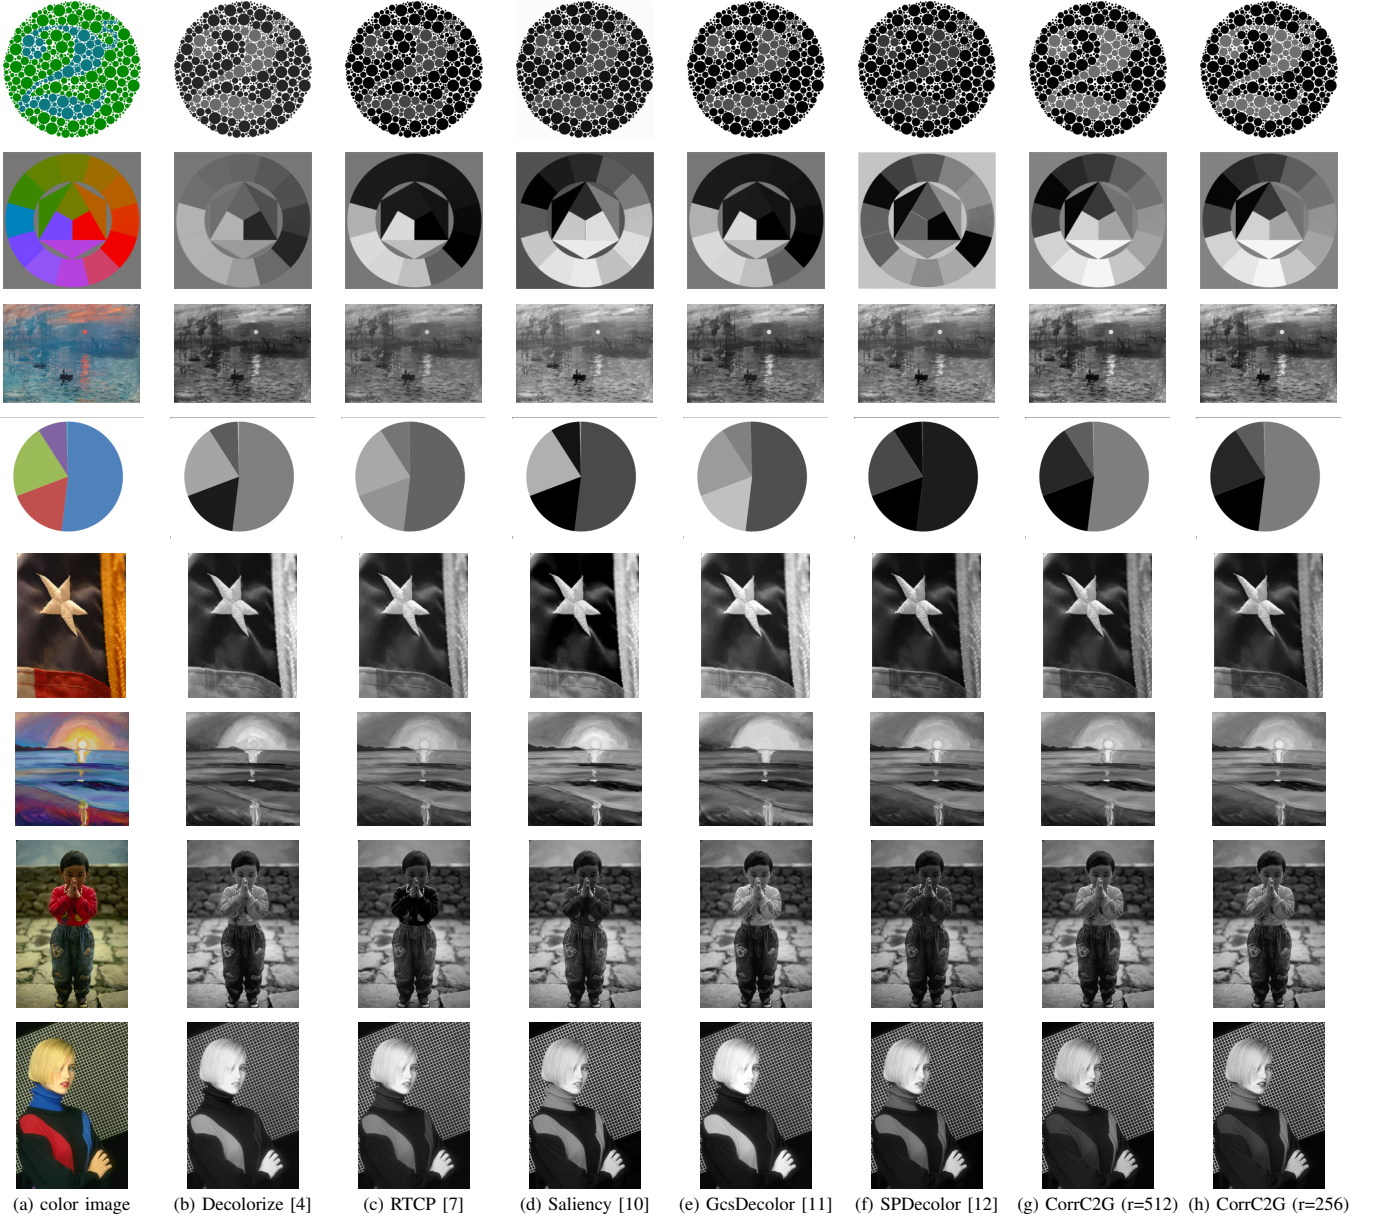 (a) color image (b) Decolorize [4] (c) RTCP [7] (d) Saliency [10] (e) GcsDecolor [11] (f) SPDecolor [12] (g) CorrC2G (r=512) (h) CorrC2G (r=256)